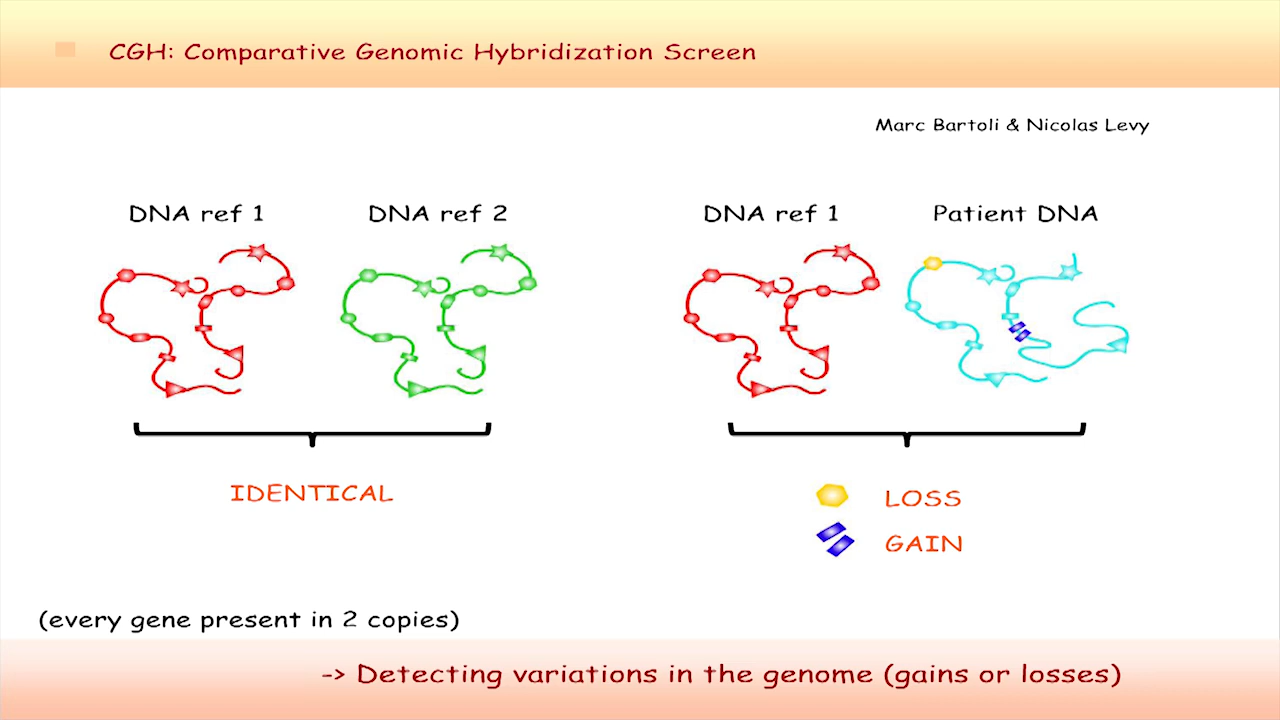 CGH: Comparative Genomic Hybridization Screen
Marc Bartoli & Nicolas Levy
DNA ref 1
DNA ref 2
DNA ref 1
Patient DNA
IDENTICAL
LOSS
GAIN
(every gene present in 2 copies)
-> Detecting variations in the genome (gains or losses)